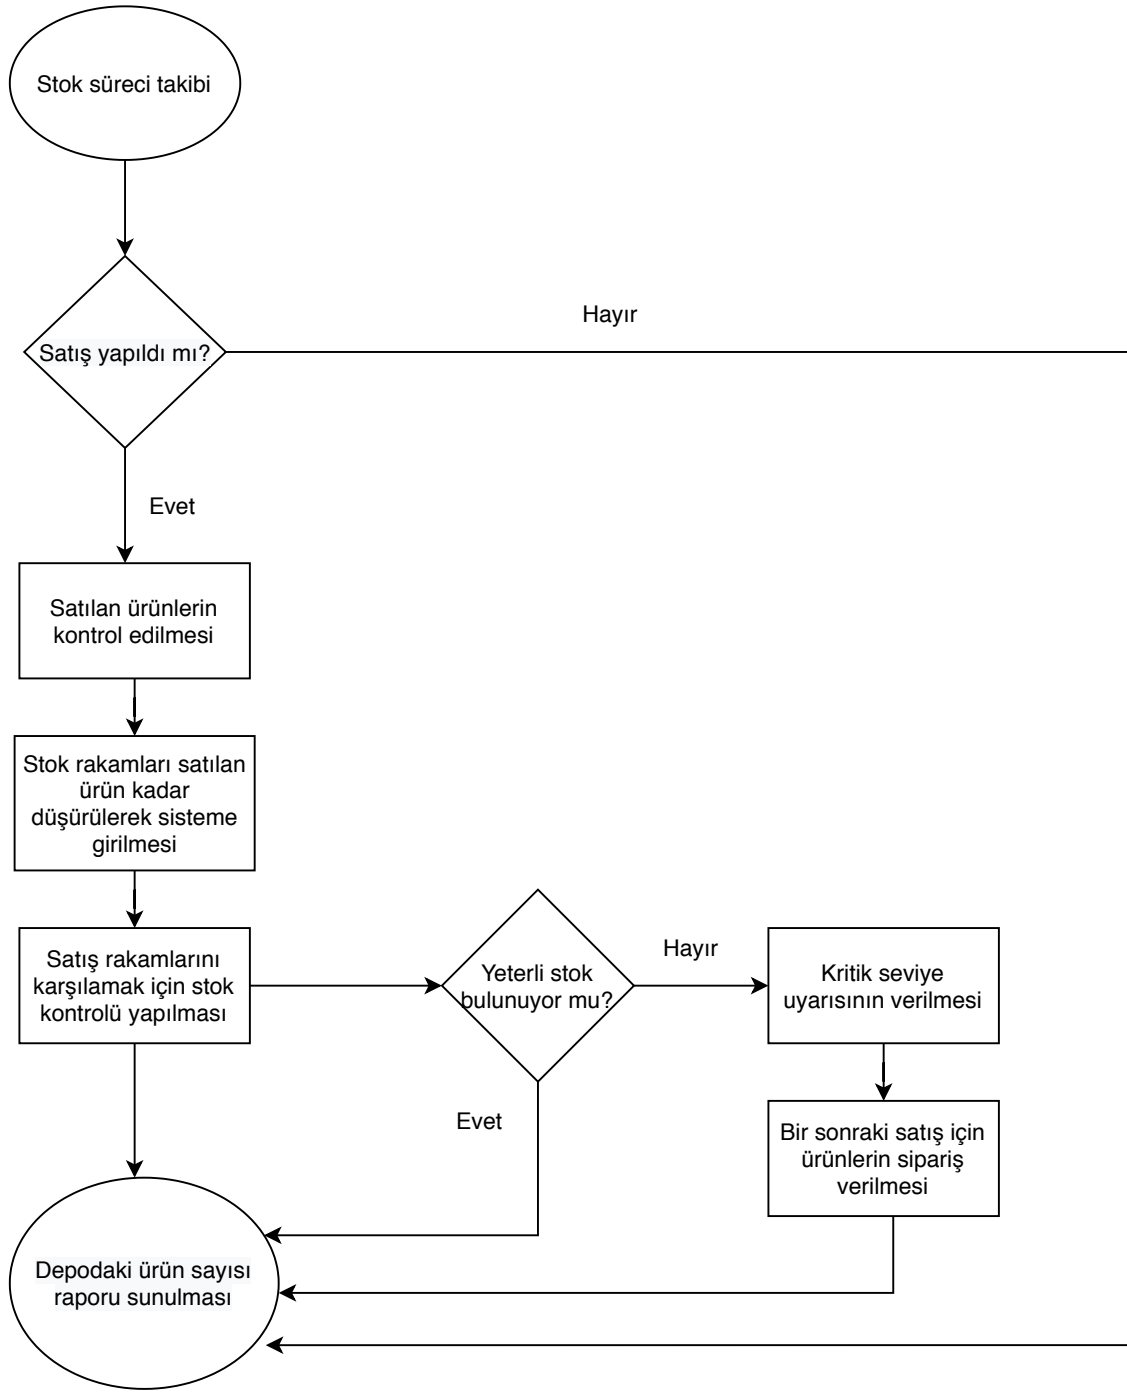 Stok süreci takibi
Hayır
Satış yapıldı mı?
Evet
Satılan ürünlerin
kontrol edilmesi
Stok rakamları satılan
ürün kadar
düşürülerek sisteme
girilmesi
Satış rakamlarını
karşılamak için stok
kontrolü yapılması
Yeterli stok
bulunuyor mu?
Hayır
Kritik seviye
uyarısının verilmesi
Evet
Bir sonraki satış için
ürünlerin sipariş
verilmesi
Depodaki ürün sayısı
raporu sunulması